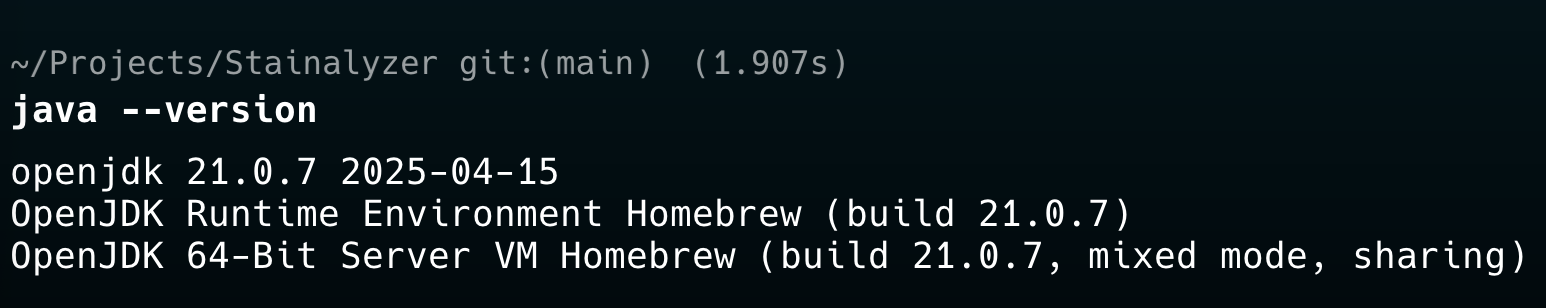 ~/Projects/Stainalyzer git:(main) (1.907s)
java --version
openjdk 21.0.7 2025-04-15
OpenJDK Runtime Environment Homebrew (build 21.0.7)
OpenJDK 64-Bit Server VM Homebrew (build 21.0.7, mixed mode, sharing)